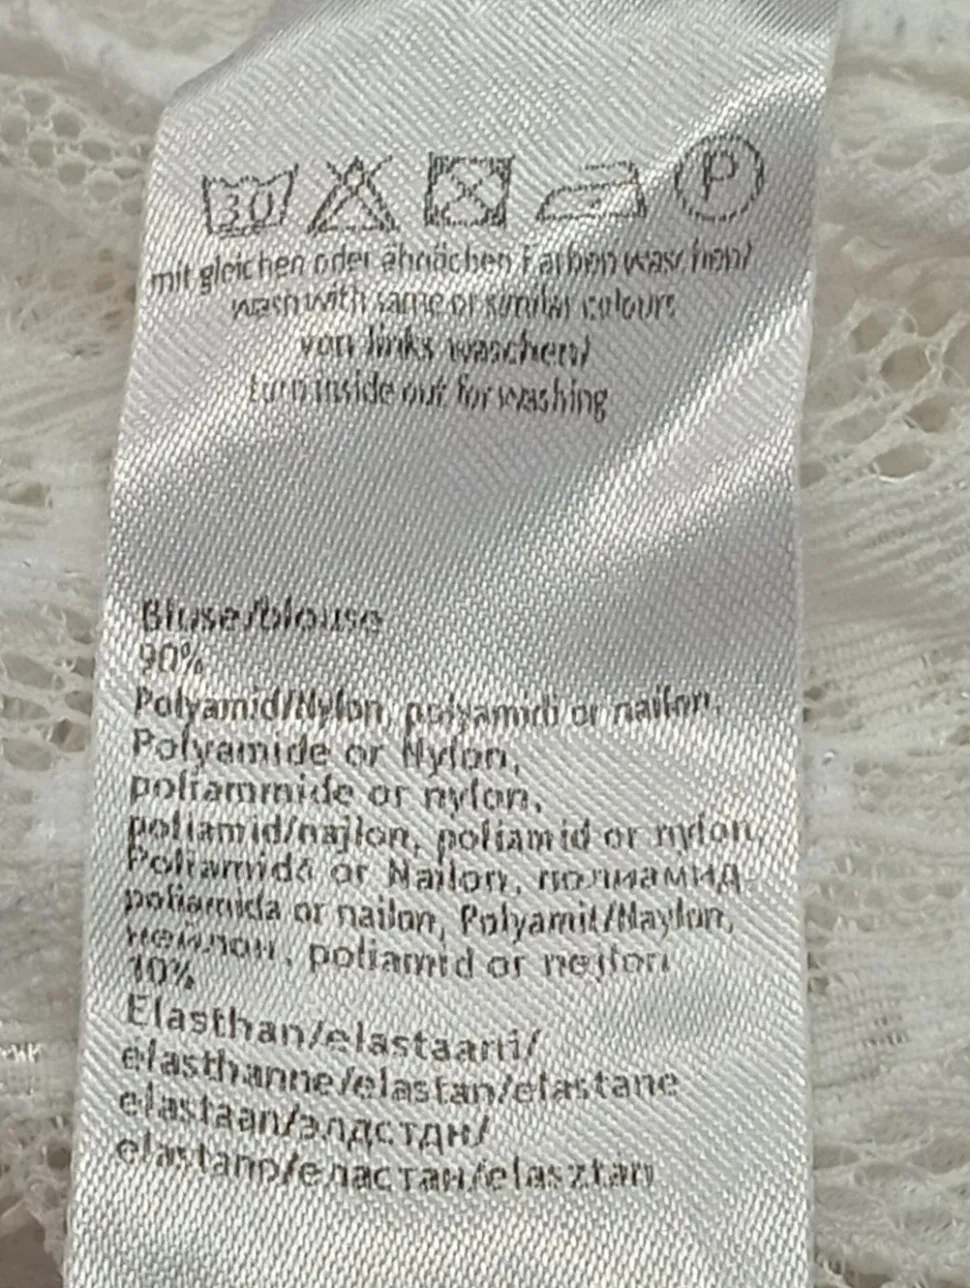 30 P
mit gleichen oder ähnlichen Farben waschen/
wash with same or similar colours
von links waschen/
turn inside out for washing
Bluse/blouse
90%
Polyamid/Nylon, polyamidi or nailon,
Polyamide or Nylon,
poliammide or nylon,
poliamid/najlon, poliamid or nylon,
Poliamidă or Nailon, полиамид
poliamida or nailon, Polyamit/Naylon,
нейлон, poliamid or nejlon
10%
Elasthan/elastaani/
elasthanne/elastan/elastane
elastaan/эластан/
elastano/еластан/elasztán